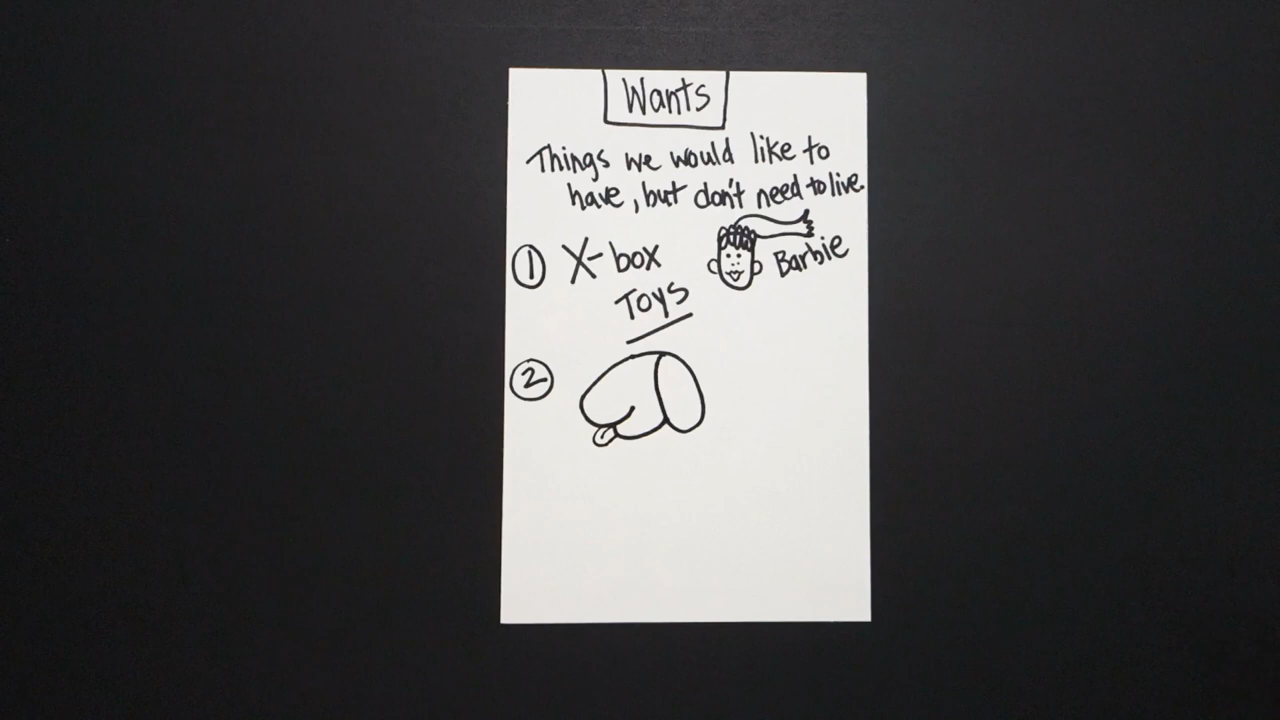 Wants
Things we would like to
have, but don't need to live.
① X-box
Barbie
Toys
②